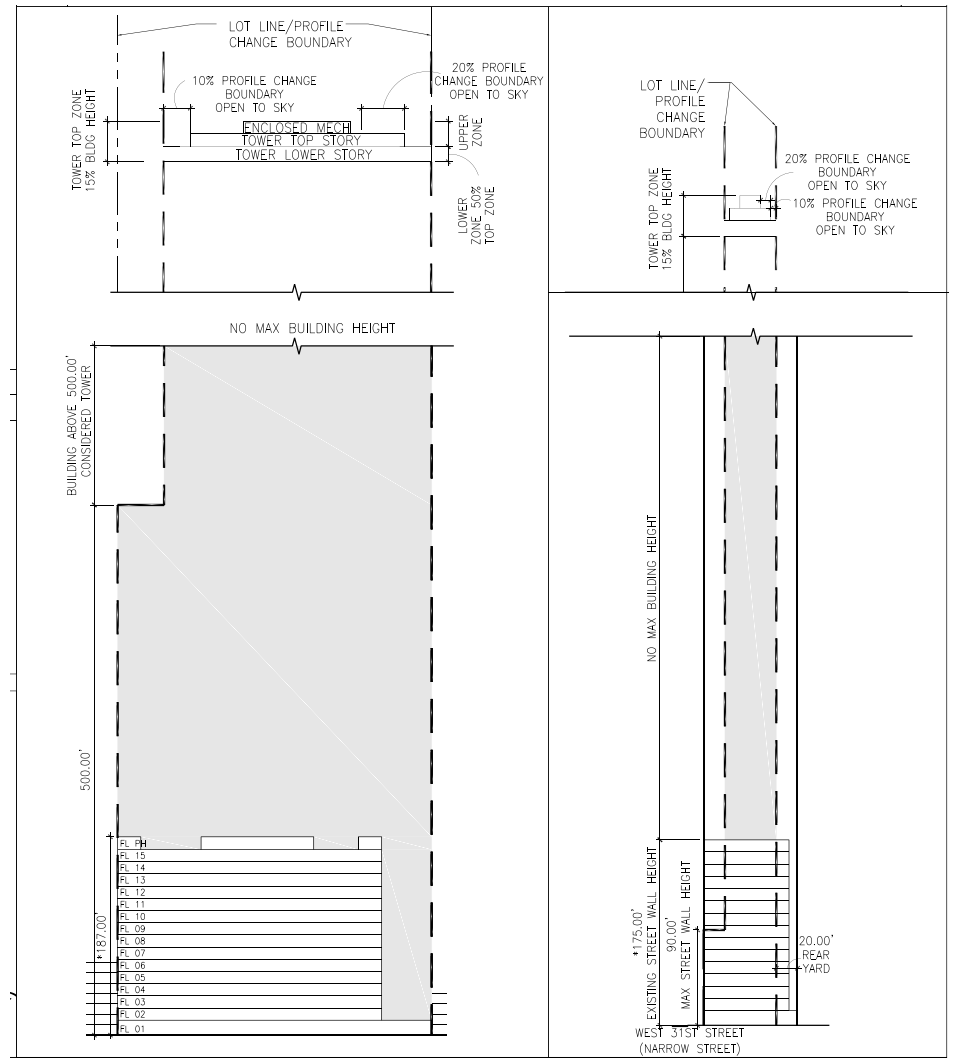 LOT LINE/PROFILE
CHANGE BOUNDARY
10% PROFILE CHANGE
BOUNDARY
OPEN TO SKY
20% PROFILE
CHANGE BOUNDARY
OPEN TO SKY
TOWER TOP ZONE
15% BLDG HEIGHT
ENCLOSED MECH
TOWER TOP STORY
TOWER LOWER STORY
UPPER
ZONE
LOWER
ZONE 50%
TOP ZONE
NO MAX BUILDING HEIGHT
BUILDING ABOVE 500.00'
CONSIDERED TOWER
500.00'
*187.00'
FL PH
FL 15
FL 14
FL 13
FL 12
FL 11
FL 10
FL 09
FL 08
FL 07
FL 06
FL 05
FL 04
FL 03
FL 02
FL 01
LOT LINE/
PROFILE
CHANGE
BOUNDARY
20% PROFILE CHANGE
BOUNDARY
OPEN TO SKY
10% PROFILE CHANGE
BOUNDARY
OPEN TO SKY
TOWER TOP ZONE
15% BLDG HEIGHT
NO MAX BUILDING HEIGHT
*175.00'
EXISTING STREET WALL HEIGHT
90.00'
MAX STREET WALL HEIGHT
20.00'
REAR
YARD
WEST 31ST STREET
(NARROW STREET)